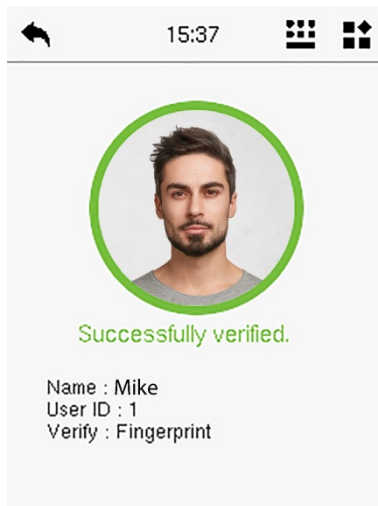 15:37
Successfully verified.
Name : Mike
User ID : 1
Verify : Fingerprint